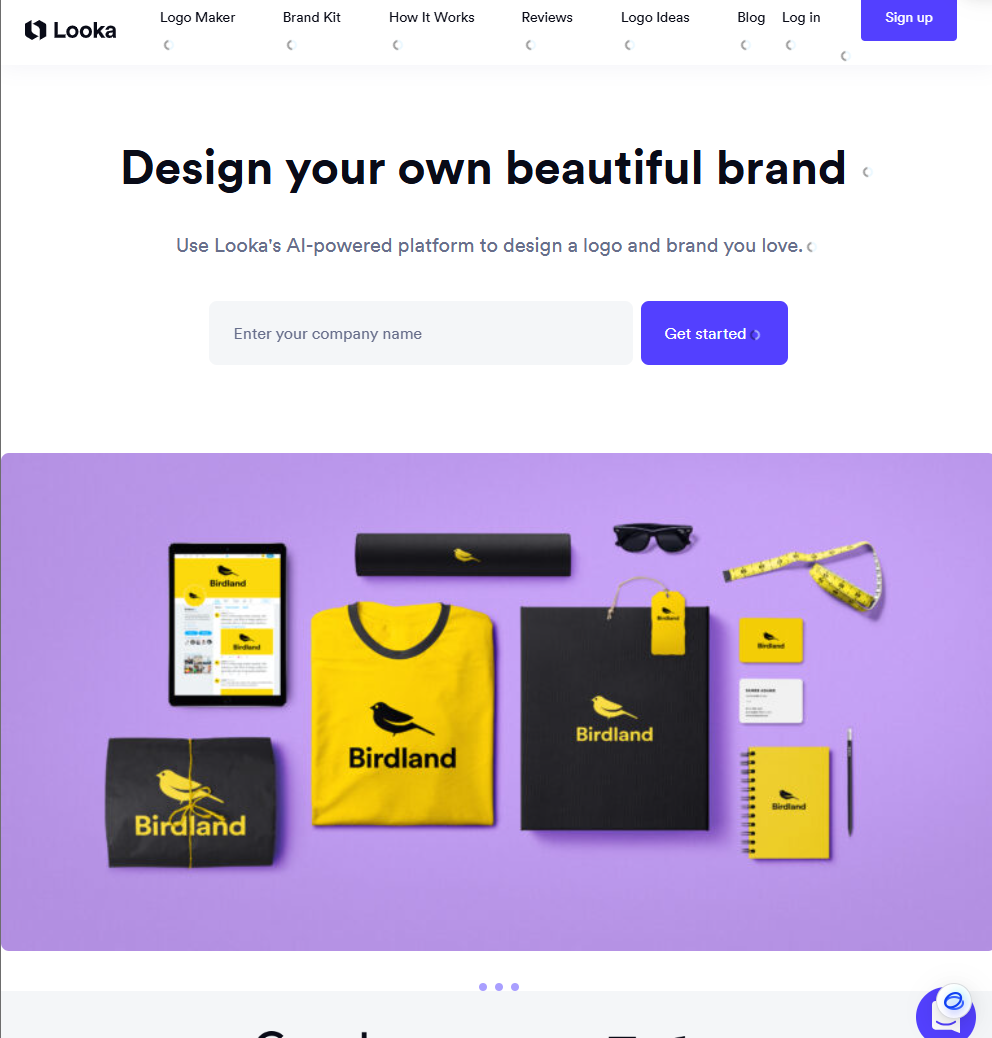 Looka
Logo Maker
Brand Kit
How It Works
Reviews
Logo Ideas
Blog
Log in
Sign up
Design your own beautiful brand
Use Looka's AI-powered platform to design a logo and brand you love.
Enter your company name
Get started
Birdland
Birdland
Birdland
Birdland
Birdland
Birdland
Birdland
Birdland